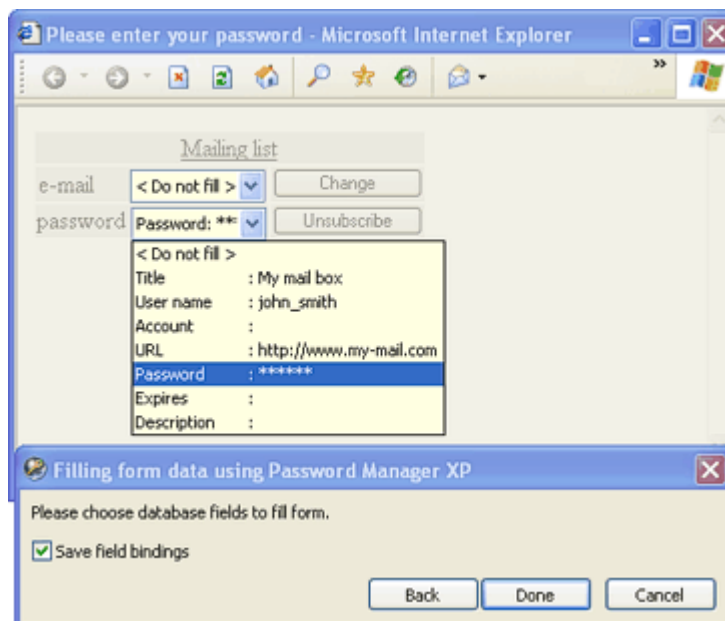 Please enter your password - Microsoft Internet Explorer
»
Mailing list
e-mail < Do not fill > Change
password Password: ** Unsubscribe
< Do not fill >
Title : My mail box
User name : john_smith
Account :
URL : http://www.my-mail.com
Password : ******
Expires :
Description :
Filling form data using Password Manager XP
Please choose database fields to fill form.
Save field bindings
Back Done Cancel